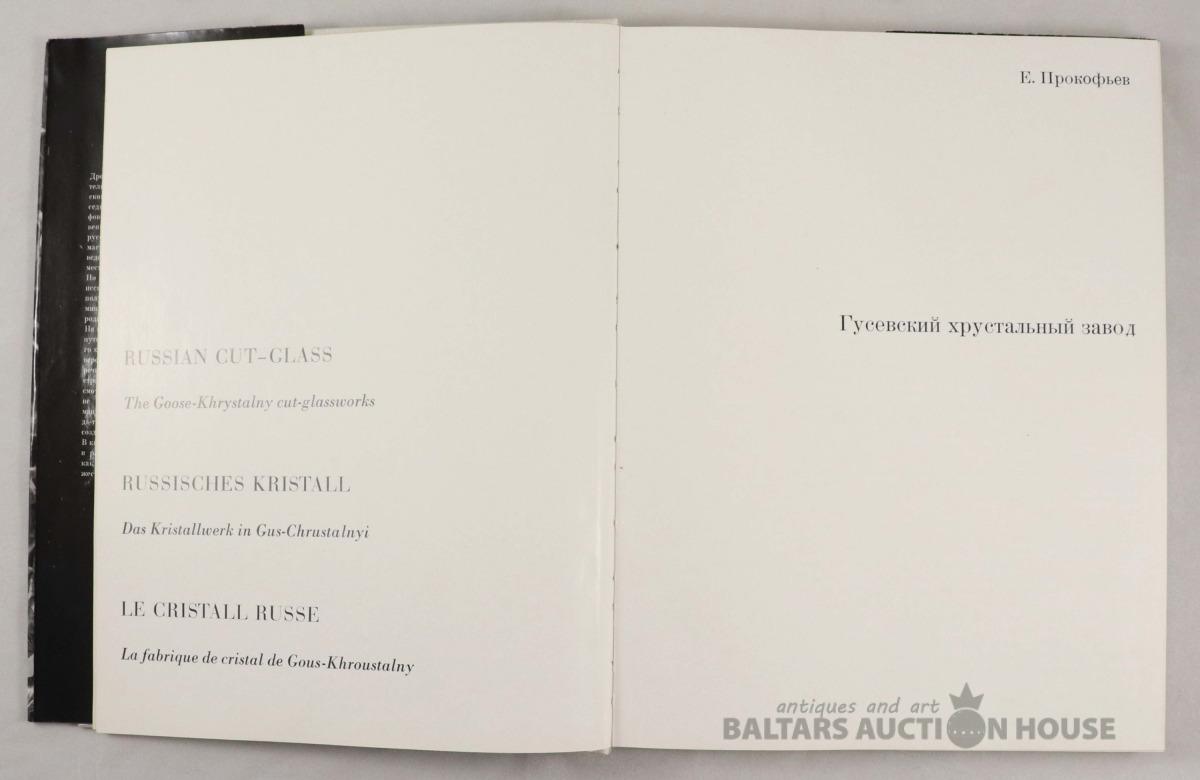 RUSSIAN CUT–GLASS
The Goose-Khrystalny cut-glassworks
RUSSISCHES KRISTALL
Das Kristallwerk in Gus-Chrustalnyi
LE CRISTALL RUSSE
La fabrique de cristal de Gous-Khroustalny
Е. Прокофьев
Гусевский хрустальный завод
antiques and art
BALTARS AUCTION HOUSE